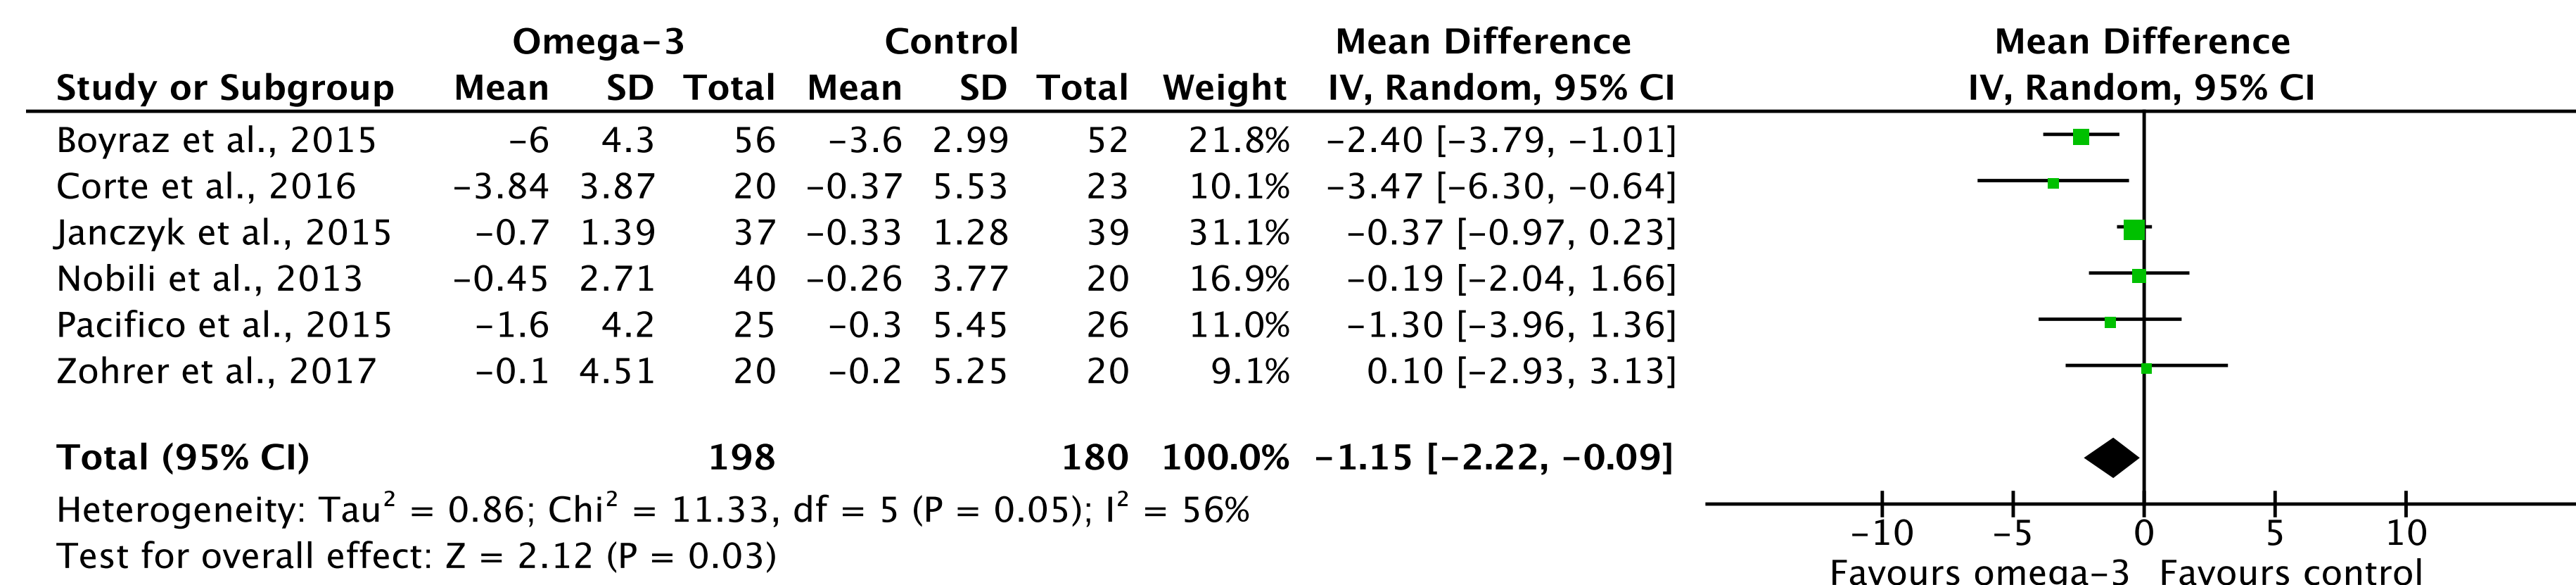 Omega-3 Control Mean Difference Mean Difference
Study or Subgroup Mean SD Total Mean SD Total Weight IV, Random, 95% CI IV, Random, 95% CI
Boyraz et al., 2015 −6 4.3 56 −3.6 2.99 52 21.8% −2.40 [−3.79, −1.01]
Corte et al., 2016 −3.84 3.87 20 −0.37 5.53 23 10.1% −3.47 [−6.30, −0.64]
Janczyk et al., 2015 −0.7 1.39 37 −0.33 1.28 39 31.1% −0.37 [−0.97, 0.23]
Nobili et al., 2013 −0.45 2.71 40 −0.26 3.77 20 16.9% −0.19 [−2.04, 1.66]
Pacifico et al., 2015 −1.6 4.2 25 −0.3 5.45 26 11.0% −1.30 [−3.96, 1.36]
Zohrer et al., 2017 −0.1 4.51 20 −0.2 5.25 20 9.1% 0.10 [−2.93, 3.13]
Total (95% CI) 198 180 100.0% −1.15 [−2.22, −0.09]
Heterogeneity: Tau² = 0.86; Chi² = 11.33, df = 5 (P = 0.05); I² = 56%
Test for overall effect: Z = 2.12 (P = 0.03)
−10 −5 0 5 10
Favours omega−3 Favours control